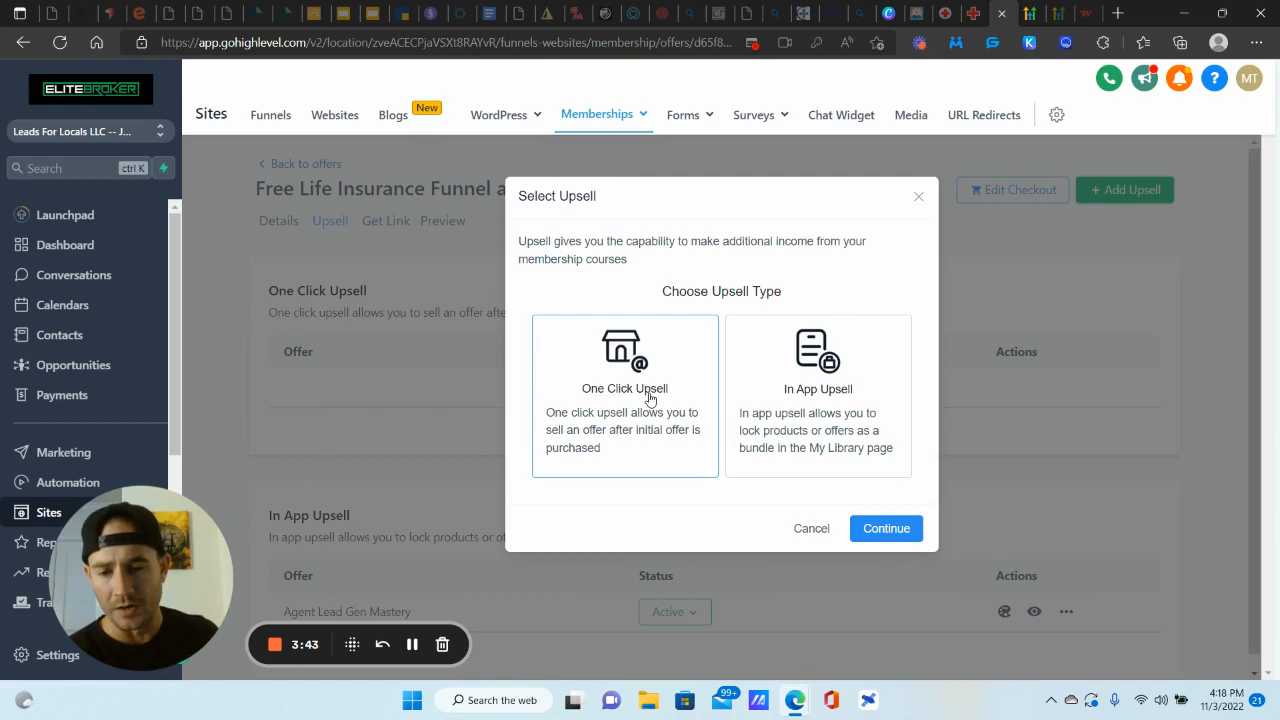 https://app.gohighlevel.com/v2/location/zveACECPjaVSXt8RAYvR/funnels-websites/membership/offers/d65f8...
ELITEBROKER
Leads For Locals LLC -- J...
Search
ctrl K
Launchpad
Dashboard
Conversations
Calendars
Contacts
Opportunities
Payments
Marketing
Automation
Sites
Rep
Re
Tra
Settings
MT
Sites
Funnels
Websites
Blogs
New
WordPress
Memberships
Forms
Surveys
Chat Widget
Media
URL Redirects
Back to offers
Free Life Insurance Funnel a
Edit Checkout
+ Add Upsell
Details
Upsell
Get Link
Preview
One Click Upsell
One click upsell allows you to sell an offer afte
Offer
Actions
In App Upsell
In app upsell allows you to lock products or of
Offer
Status
Actions
Agent Lead Gen Mastery
Active
Select Upsell
Upsell gives you the capability to make additional income from your
membership courses
Choose Upsell Type
One Click Upsell
One click upsell allows you to
sell an offer after initial offer is
purchased
In App Upsell
In app upsell allows you to
lock products or offers as a
bundle in the My Library page
Cancel
Continue
3:43
Search the web
99+
4:18 PM
11/3/2022
21